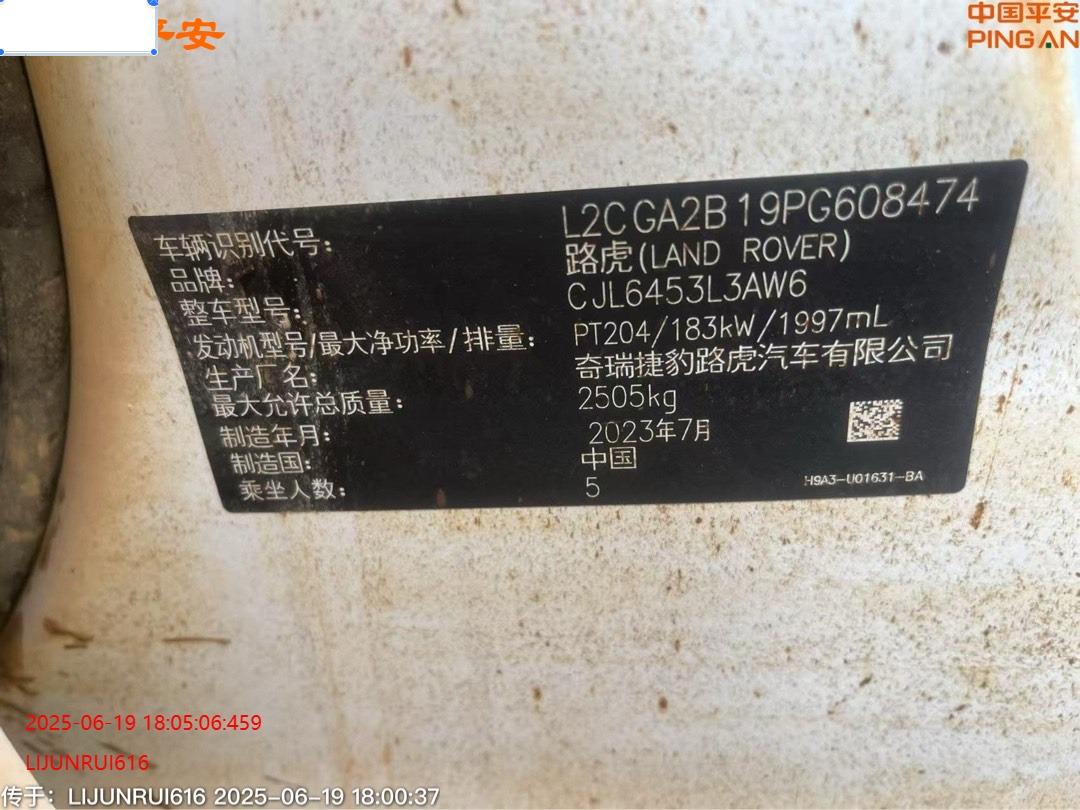 平安
中国平安
PING AN
车辆识别代号: L2CGA2B19PG608474
品牌: 路虎(LAND ROVER)
整车型号: CJL6453L3AW6
发动机型号/最大净功率/排量: PT204/183kW/1997mL
生产厂名: 奇瑞捷豹路虎汽车有限公司
最大允许总质量: 2505kg
制造年月: 2023年7月
制造国: 中国
乘坐人数: 5
H9A3-U01631-BA
2025-06-19 18:05:06:459
LIJUNRUI616
传于：LIJUNRUI616 2025-06-19 18:00:37